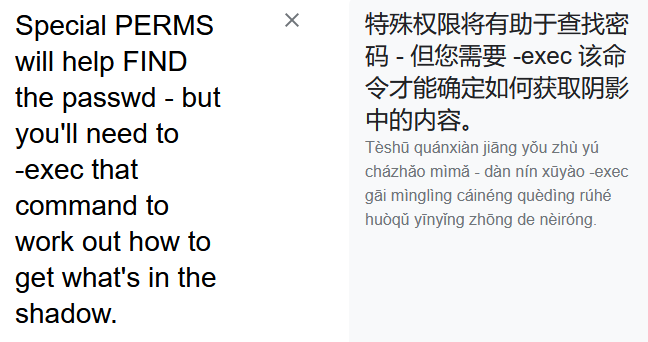 Special PERMS
will help FIND
the passwd - but
you'll need to
-exec that
command to
work out how to
get what's in the
shadow.
特殊权限将有助于查找密
码 - 但您需要 -exec 该命
令才能确定如何获取阴影
中的内容。
Tèshū quánxiàn jiāng yǒu zhù yú
cházhǎo mìmǎ - dàn nín xūyào -exec
gāi mìnglìng cáinéng quèdìng rúhé
huòqǔ yīnyǐng zhōng de nèiróng.